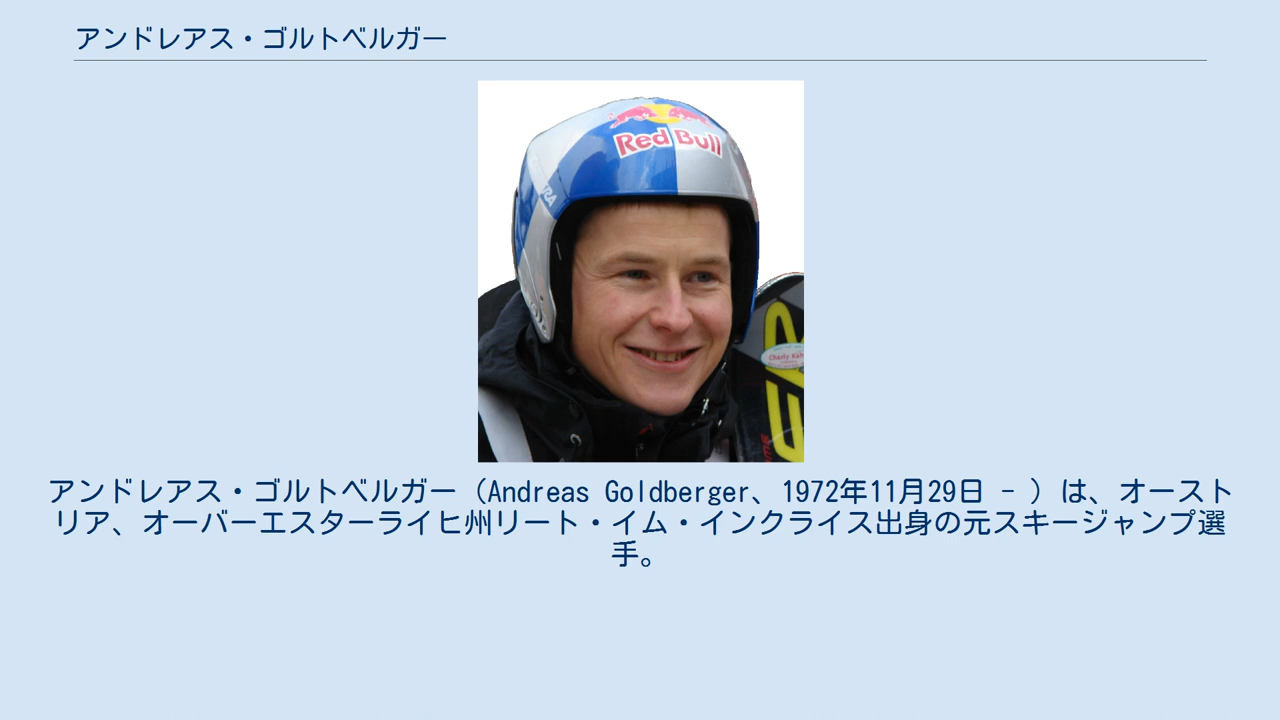 アンドレアス・ゴルトベルガー
Red Bull
Charly Kah
アンドレアス・ゴルトベルガー（Andreas Goldberger、1972年11月29日 - ）は、オースト
リア、オーバーエスターライヒ州リート・イム・インクライス出身の元スキージャンプ選
手。